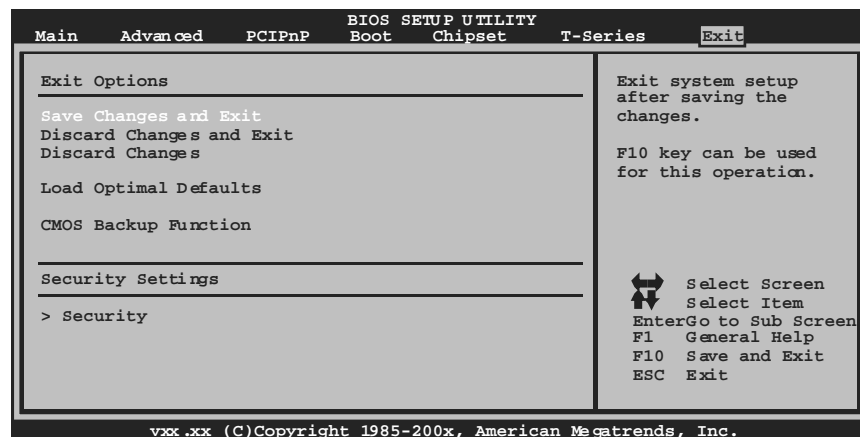 BIOS SETUP UTILITY
Main Advanced PCIPnP Boot Chipset T-Series Exit
Exit Options
Save Changes and Exit
Discard Changes and Exit
Discard Changes
Load Optimal Defaults
CMOS Backup Function
Security Settings
> Security
Exit system setup
after saving the
changes.
F10 key can be used
for this operation.
Select Screen
Select Item
EnterGo to Sub Screen
F1 General Help
F10 Save and Exit
ESC Exit
vxx.xx (C)Copyright 1985-200x, American Megatrends, Inc.